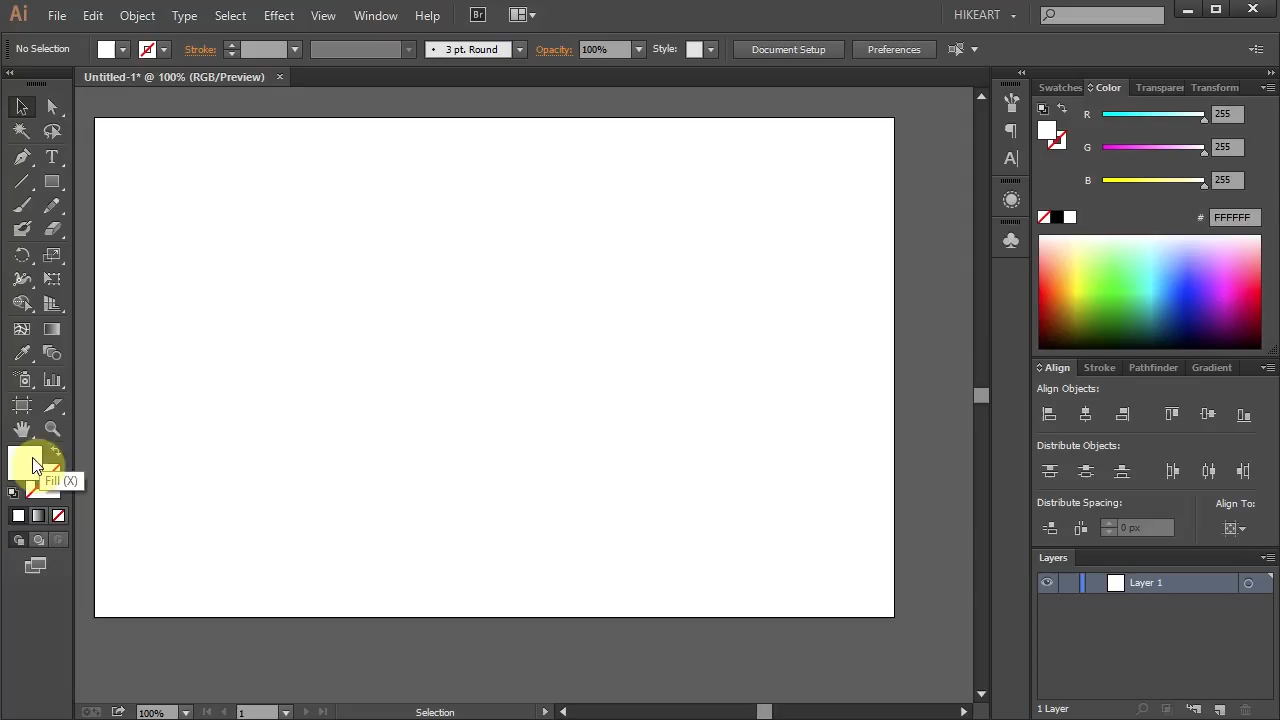 Ai File Edit Object Type Select Effect View Window Help Br HIKEART
No Selection Stroke: 3 pt. Round Opacity: 100% Style: Document Setup Preferences
Untitled-1* @ 100% (RGB/Preview)
Swatches Color Transparen Transform
R 255
G 255
B 255
# FFFFFF
Align Stroke Pathfinder Gradient
Align Objects:
Distribute Objects:
Distribute Spacing: Align To:
0 px
Fill (X)
Layers
Layer 1
1 Layer
100% 1 Selection